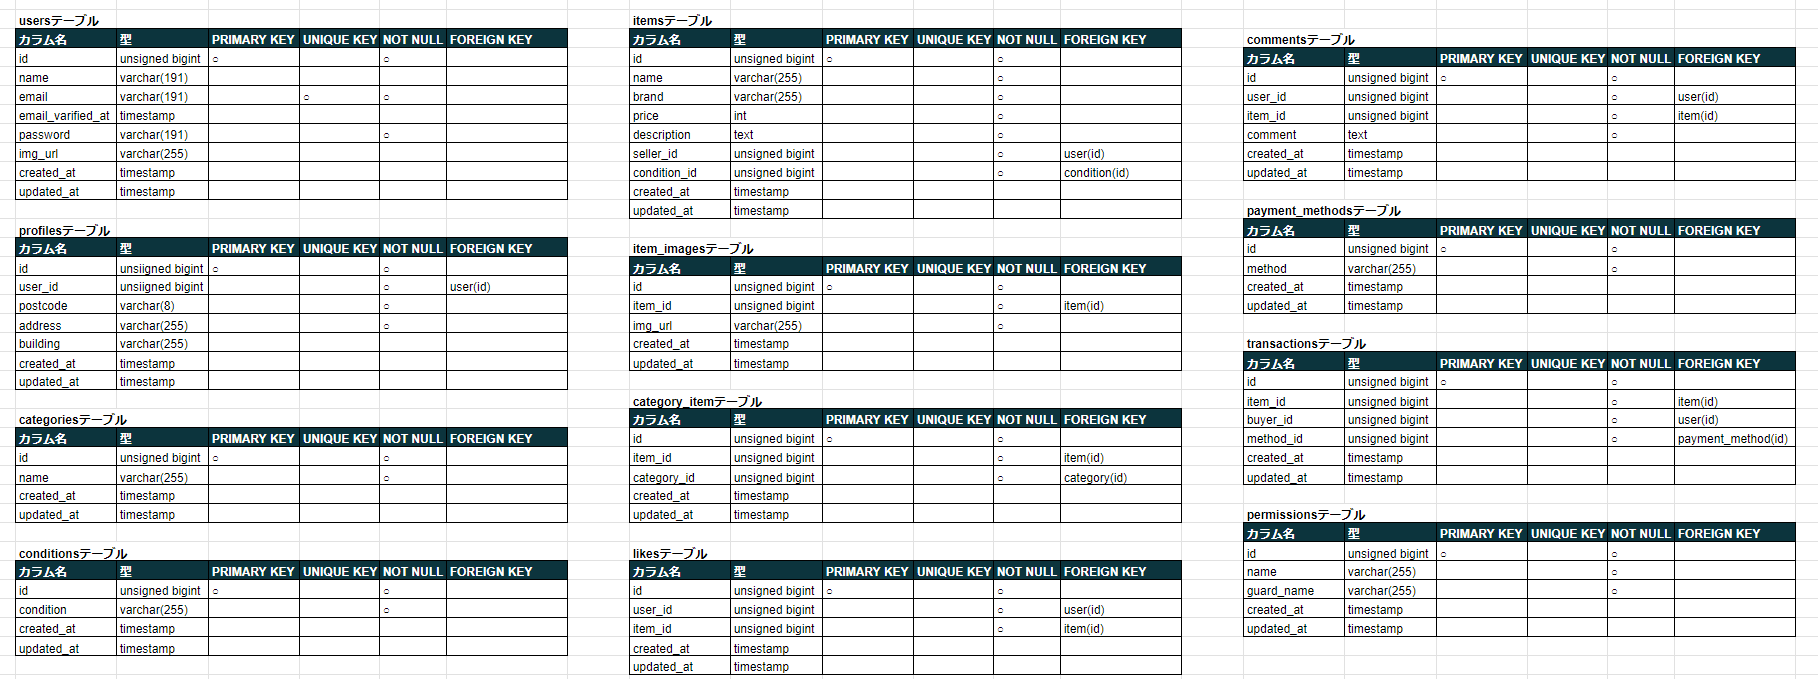 usersテーブル
カラム名 型 PRIMARY KEY UNIQUE KEY NOT NULL FOREIGN KEY
id unsigned bigint ○ ○
name varchar(191)
email varchar(191) ○ ○
email_varified_at timestamp
password varchar(191) ○
img_url varchar(255)
created_at timestamp
updated_at timestamp
profilesテーブル
カラム名 型 PRIMARY KEY UNIQUE KEY NOT NULL FOREIGN KEY
id unsiigned bigint ○ ○
user_id unsiigned bigint ○ user(id)
postcode varchar(8) ○
address varchar(255) ○
building varchar(255)
created_at timestamp
updated_at timestamp
categoriesテーブル
カラム名 型 PRIMARY KEY UNIQUE KEY NOT NULL FOREIGN KEY
id unsigned bigint ○ ○
name varchar(255) ○
created_at timestamp
updated_at timestamp
conditionsテーブル
カラム名 型 PRIMARY KEY UNIQUE KEY NOT NULL FOREIGN KEY
id unsigned bigint ○ ○
condition varchar(255) ○
created_at timestamp
updated_at timestamp
itemsテーブル
カラム名 型 PRIMARY KEY UNIQUE KEY NOT NULL FOREIGN KEY
id unsigned bigint ○ ○
name varchar(255) ○
brand varchar(255) ○
price int ○
description text ○
seller_id unsigned bigint ○ user(id)
condition_id unsigned bigint ○ condition(id)
created_at timestamp
updated_at timestamp
item_imagesテーブル
カラム名 型 PRIMARY KEY UNIQUE KEY NOT NULL FOREIGN KEY
id unsigned bigint ○ ○
item_id unsigned bigint ○ item(id)
img_url varchar(255) ○
created_at timestamp
updated_at timestamp
category_itemテーブル
カラム名 型 PRIMARY KEY UNIQUE KEY NOT NULL FOREIGN KEY
id unsigned bigint ○ ○
item_id unsigned bigint ○ item(id)
category_id unsigned bigint ○ category(id)
created_at timestamp
updated_at timestamp
likesテーブル
カラム名 型 PRIMARY KEY UNIQUE KEY NOT NULL FOREIGN KEY
id unsigned bigint ○ ○
user_id unsigned bigint ○ user(id)
item_id unsigned bigint ○ item(id)
created_at timestamp
updated_at timestamp
commentsテーブル
カラム名 型 PRIMARY KEY UNIQUE KEY NOT NULL FOREIGN KEY
id unsigned bigint ○ ○
user_id unsigned bigint ○ user(id)
item_id unsigned bigint ○ item(id)
comment text ○
created_at timestamp
updated_at timestamp
payment_methodsテーブル
カラム名 型 PRIMARY KEY UNIQUE KEY NOT NULL FOREIGN KEY
id unsigned bigint ○ ○
method varchar(255) ○
created_at timestamp
updated_at timestamp
transactionsテーブル
カラム名 型 PRIMARY KEY UNIQUE KEY NOT NULL FOREIGN KEY
id unsigned bigint ○ ○
item_id unsigned bigint ○ item(id)
buyer_id unsigned bigint ○ user(id)
method_id unsigned bigint ○ payment_method(id)
created_at timestamp
updated_at timestamp
permissionsテーブル
カラム名 型 PRIMARY KEY UNIQUE KEY NOT NULL FOREIGN KEY
id unsigned bigint ○ ○
name varchar(255) ○
guard_name varchar(255) ○
created_at timestamp
updated_at timestamp